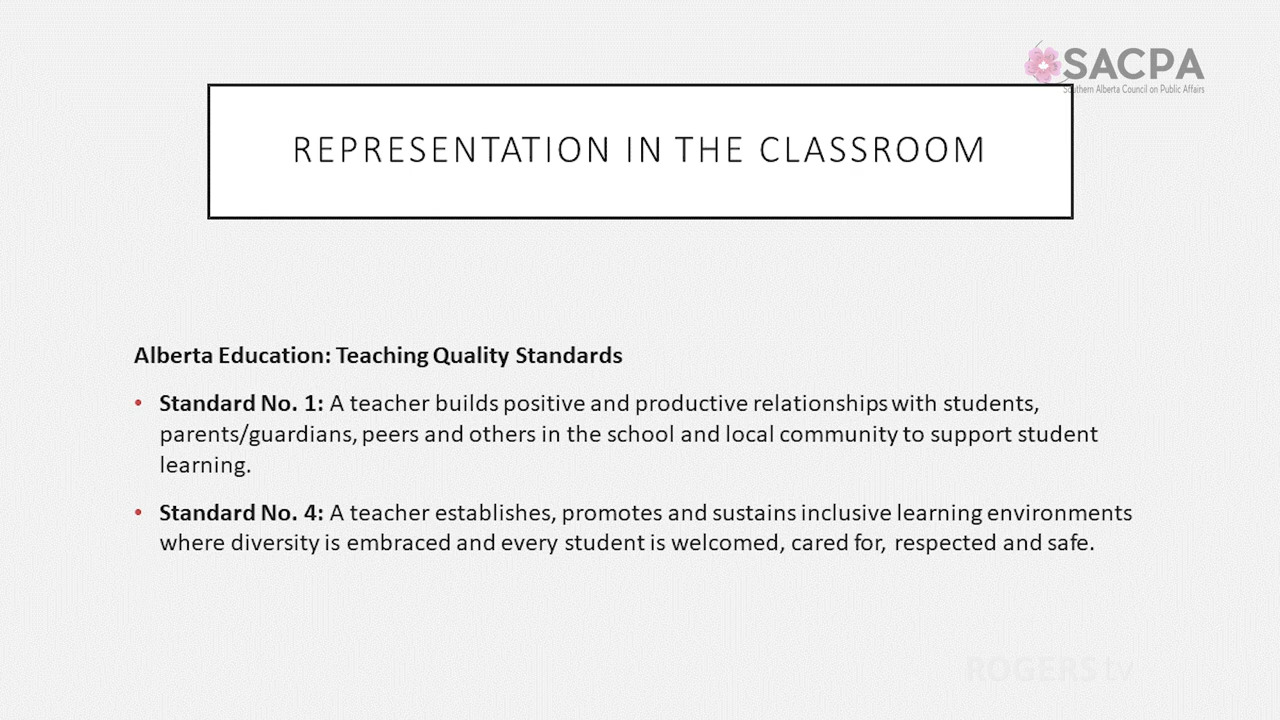 SACPA
Southern Alberta Council on Public Affairs
REPRESENTATION IN THE CLASSROOM
Alberta Education: Teaching Quality Standards
• Standard No. 1: A teacher builds positive and productive relationships with students,
parents/guardians, peers and others in the school and local community to support student
learning.
• Standard No. 4: A teacher establishes, promotes and sustains inclusive learning environments
where diversity is embraced and every student is welcomed, cared for, respected and safe.
ROGERS tv